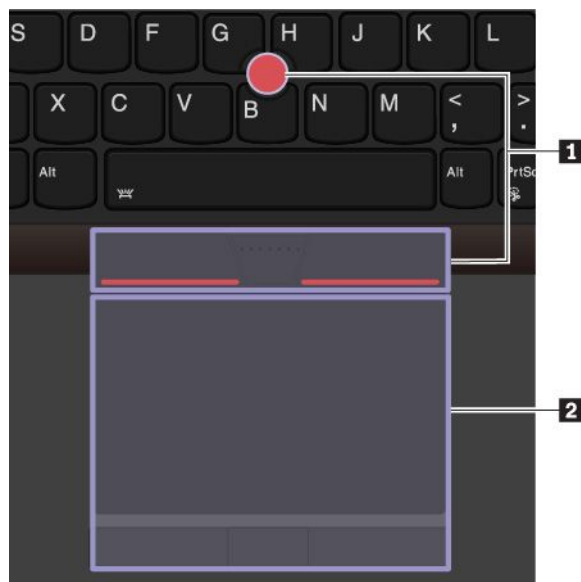 S D F G H J K L
X C V B N M < , > .
Alt Alt PrtSc
1
2